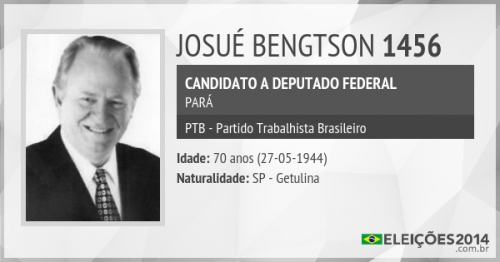 JOSUÉ BENGTSON 1456
CANDIDATO A DEPUTADO FEDERAL
PARÁ
PTB - Partido Trabalhista Brasileiro
Idade: 70 anos (27-05-1944)
Naturalidade: SP - Getulina
ELEIÇÕES2014
.com.br